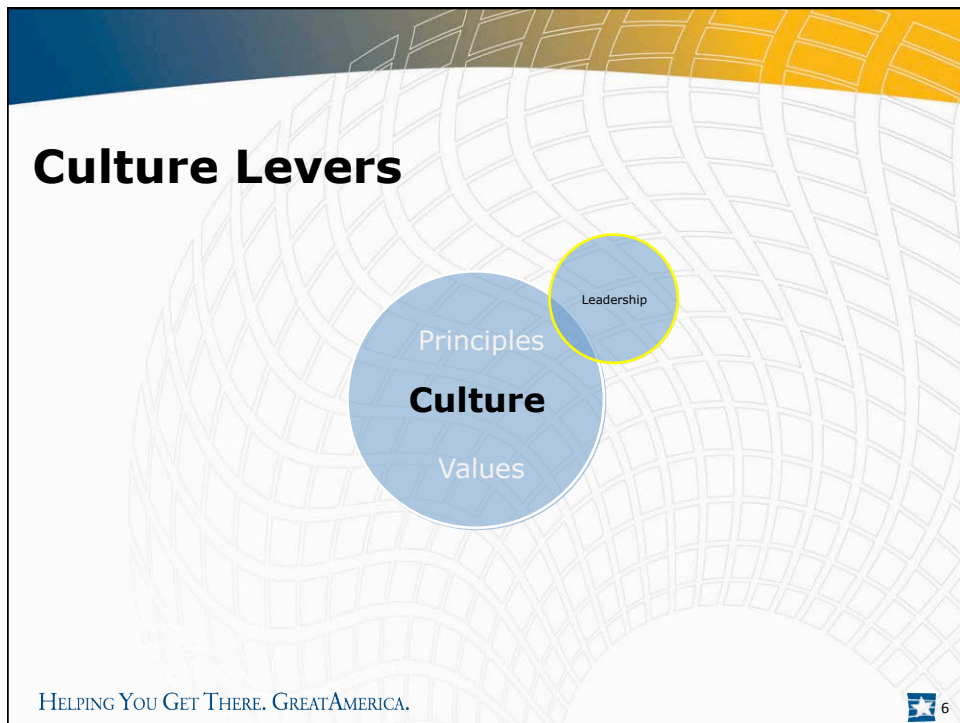 Culture Levers
Leadership
Principles
Culture
Values
HELPING YOU GET THERE. GREATAMERICA.
6